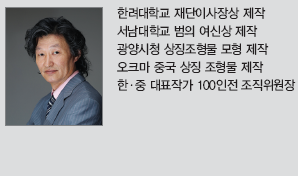 한려대학교 재단이사장상 제작
서남대학교 범의 여신상 제작
광양시청 상징조형물 모형 제작
오크마 중국 상징 조형물 제작
한·중 대표작가 100인전 조직위원장